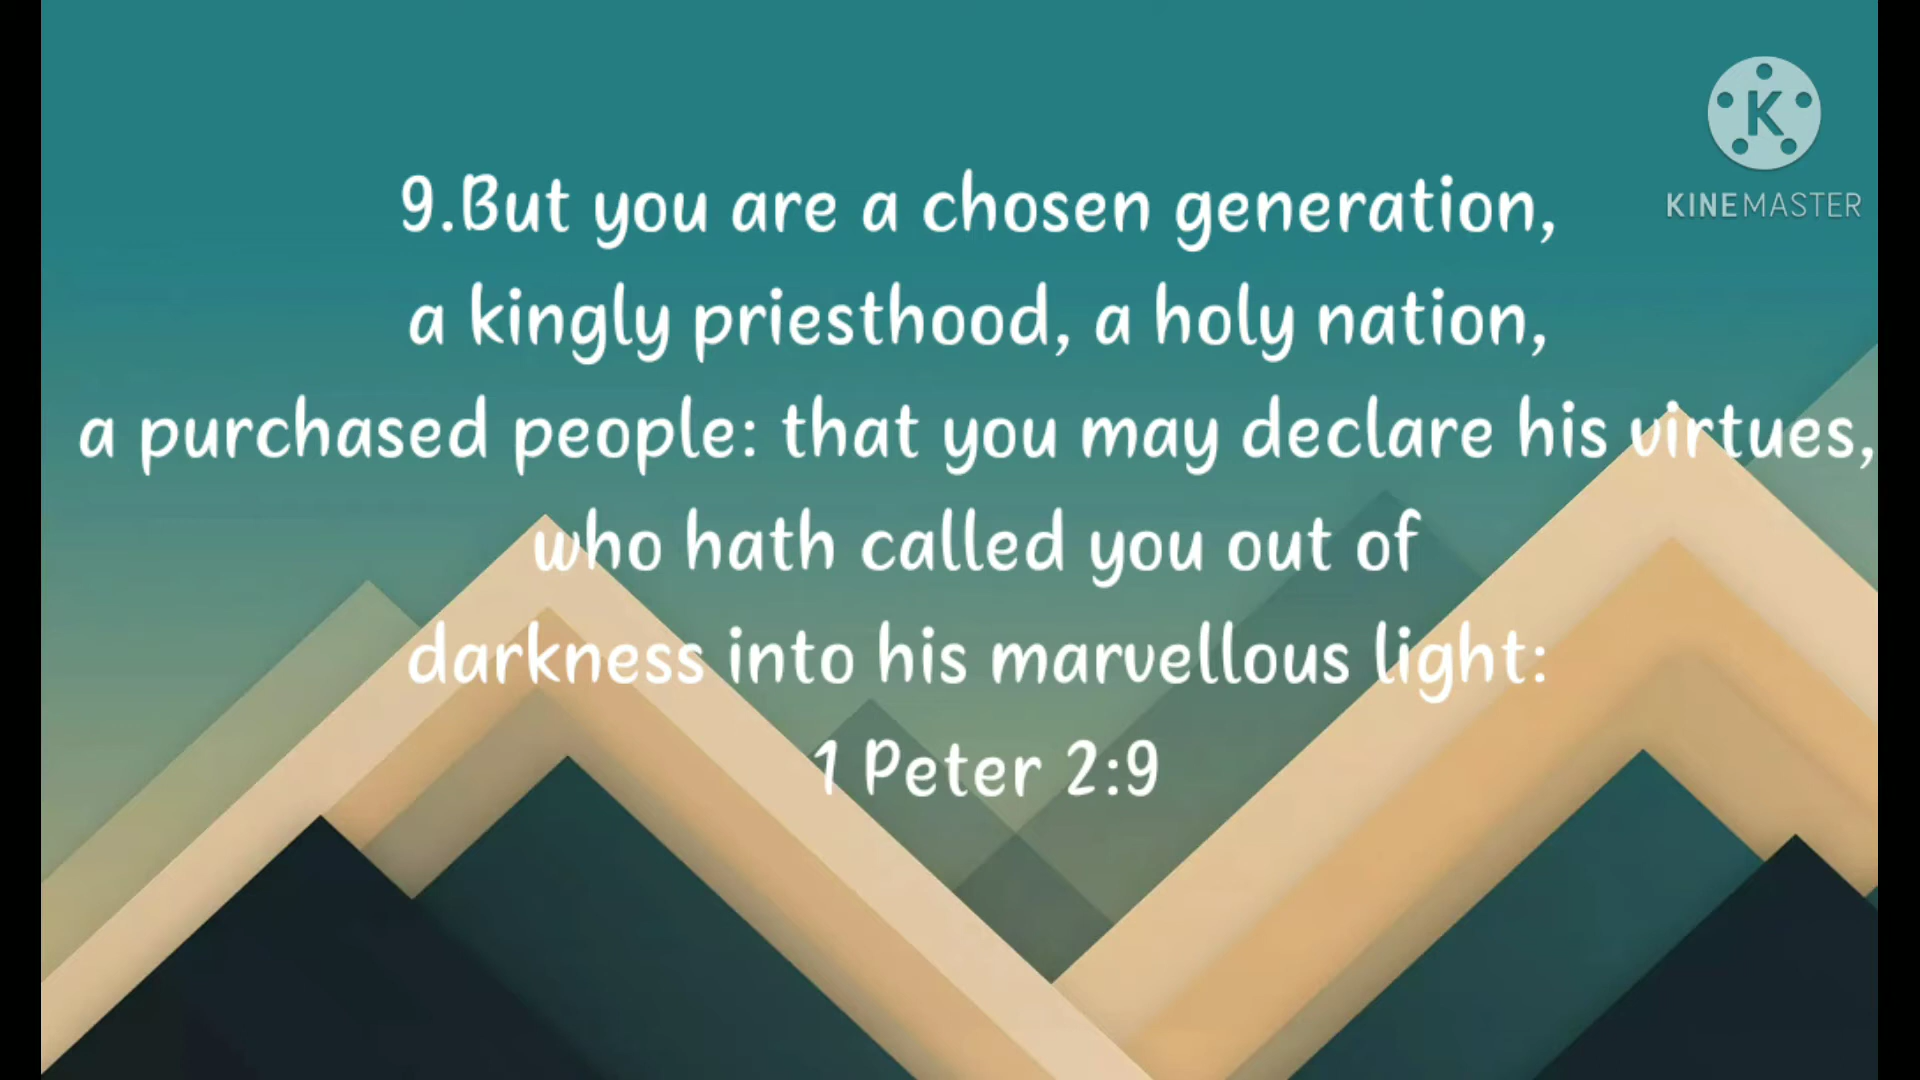 9.But you are a chosen generation,
a kingly priesthood, a holy nation,
a purchased people: that you may declare his virtues,
who hath called you out of
darkness into his marvellous light:
1 Peter 2:9
K
KINEMASTER